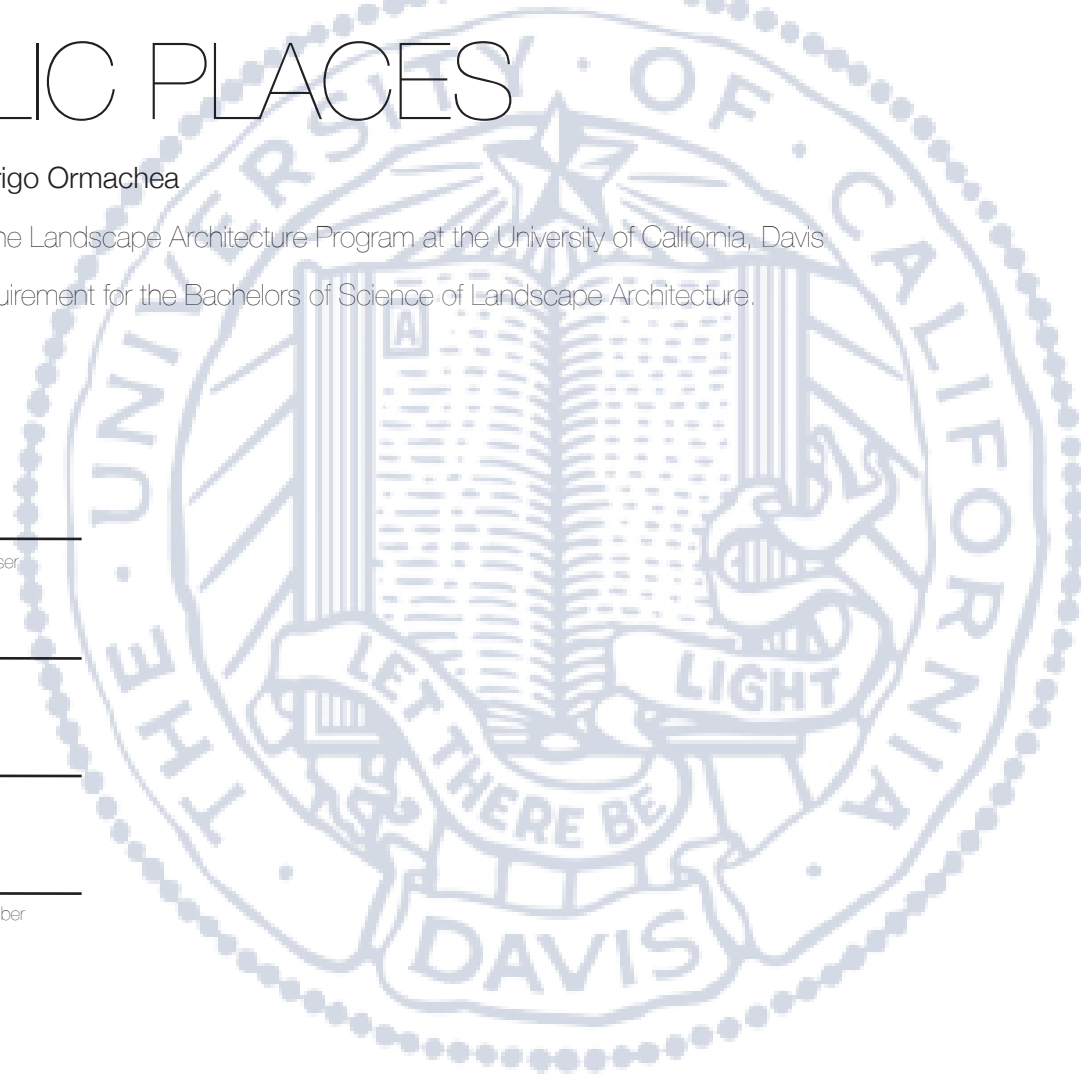 LIC PLACES
rigo Ormachea
ne Landscape Architecture Program at the University of California, Davis
uirement for the Bachelors of Science of Landscape Architecture.
ser
ber
THE · UNIVERSITY · OF · CALIFORNIA
A
LET THERE BE
LIGHT
DAVIS